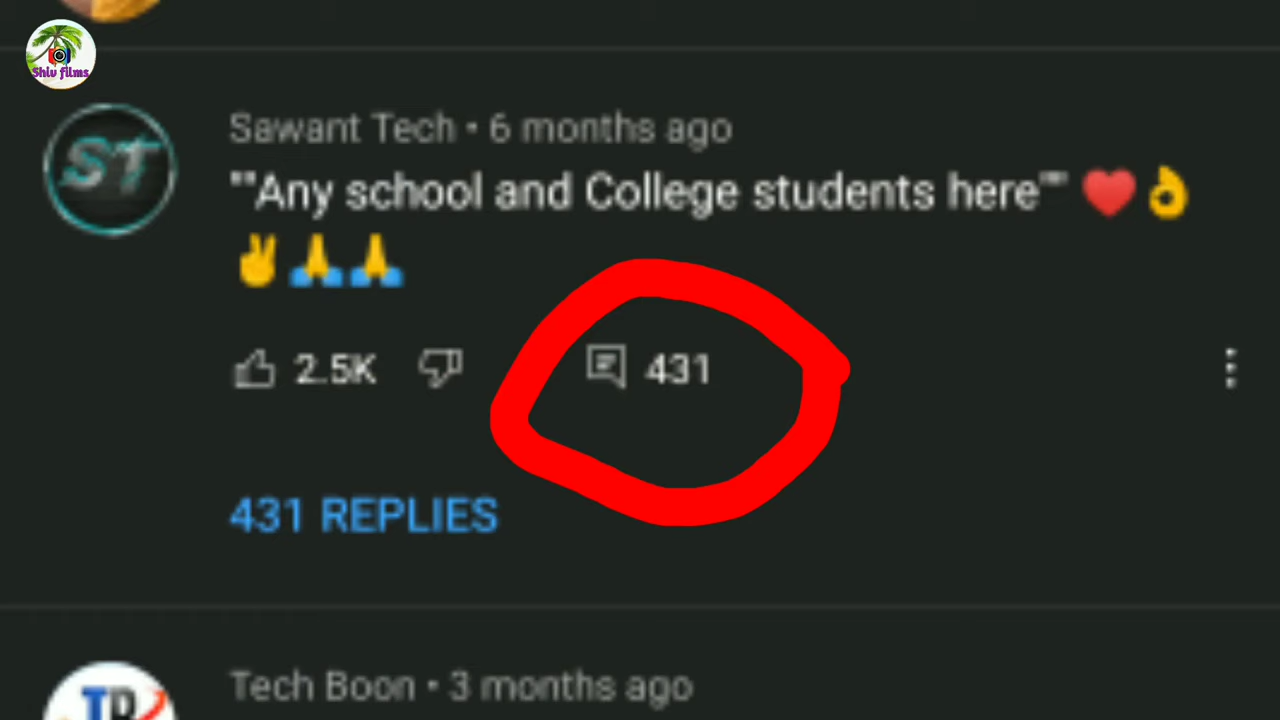 Shiv films
ST
Sawant Tech • 6 months ago
""Any school and College students here"" ❤️👌
✌️🙏🙏
2.5K 431
431 REPLIES
Tech Boon • 3 months ago
TB